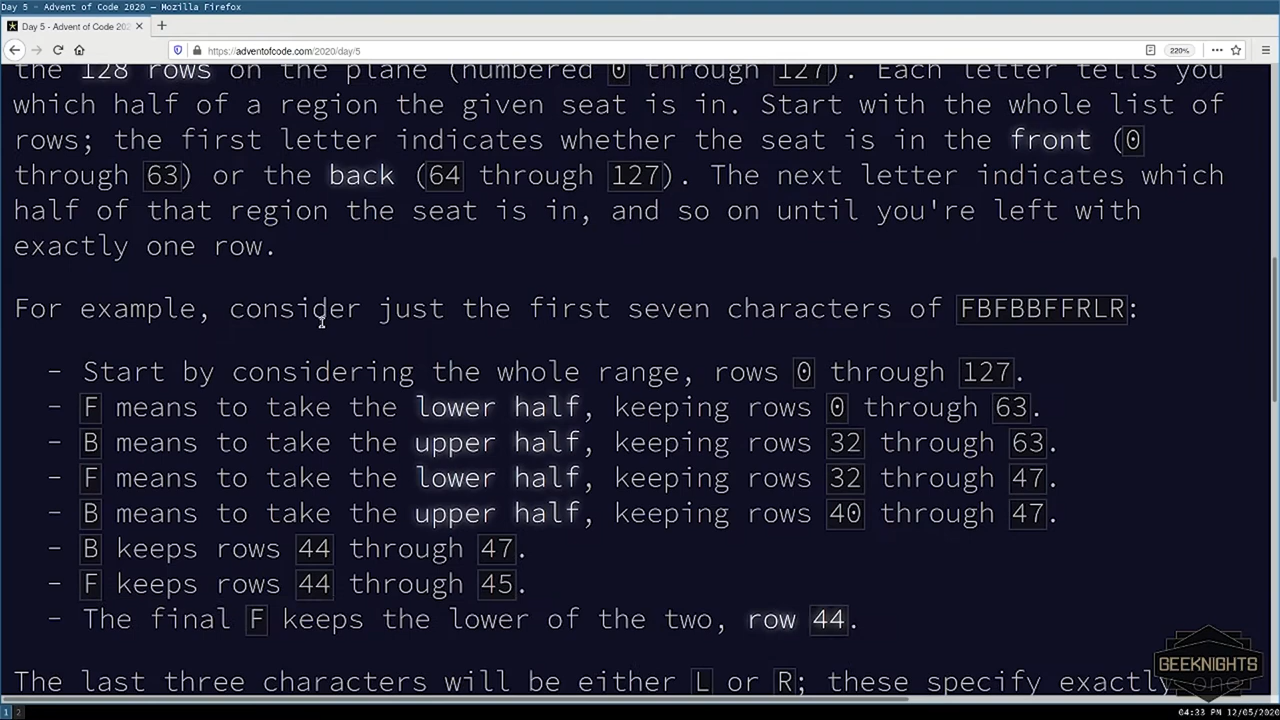 Day 5 - Advent of Code 2020 — Mozilla Firefox
Day 5 - Advent of Code 202
https://adventofcode.com/2020/day/5
220%
the 128 rows on the plane (numbered 0 through 127). Each letter tells you
which half of a region the given seat is in. Start with the whole list of
rows; the first letter indicates whether the seat is in the front (0
through 63) or the back (64 through 127). The next letter indicates which
half of that region the seat is in, and so on until you're left with
exactly one row.
For example, consider just the first seven characters of FBFBBFFRLR:
- Start by considering the whole range, rows 0 through 127.
- F means to take the lower half, keeping rows 0 through 63.
- B means to take the upper half, keeping rows 32 through 63.
- F means to take the lower half, keeping rows 32 through 47.
- B means to take the upper half, keeping rows 40 through 47.
- B keeps rows 44 through 47.
- F keeps rows 44 through 45.
- The final F keeps the lower of the two, row 44.
The last three characters will be either L or R; these specify exactly one
GEEKNIGHTS
1 2
04:33 PM 12/05/2020